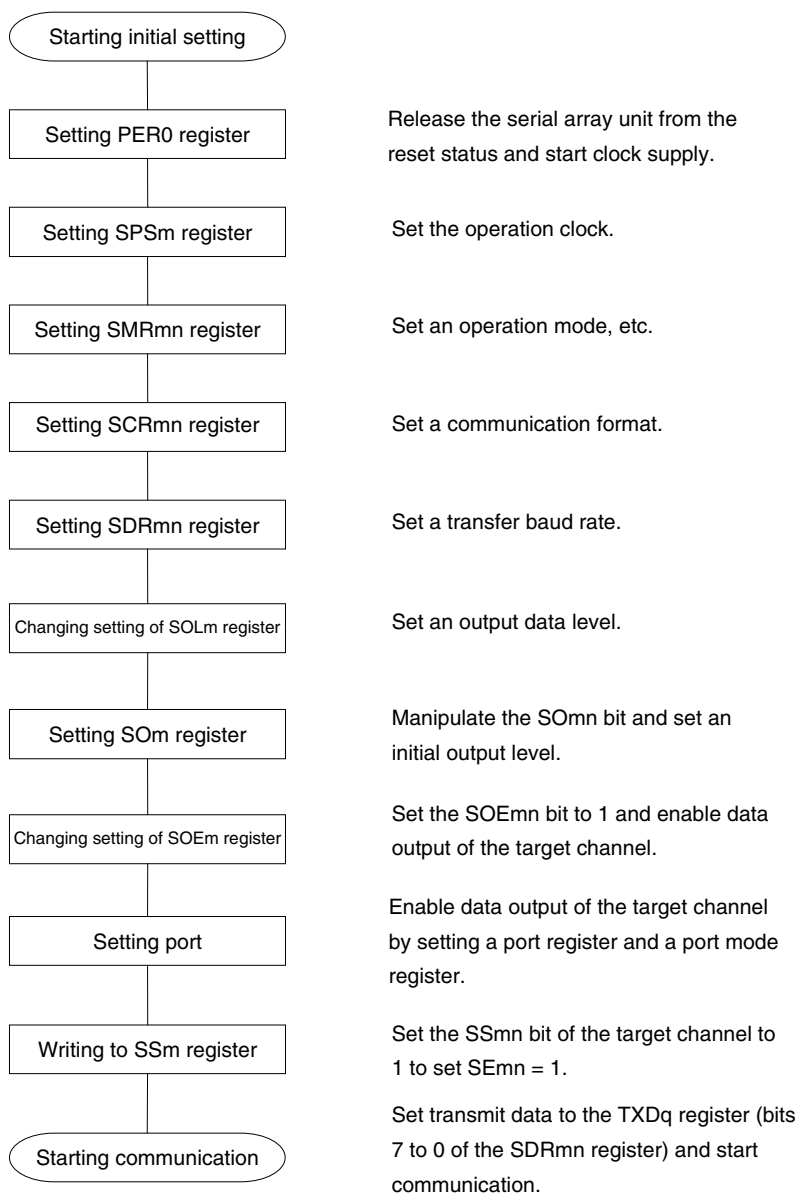 Starting initial setting
Setting PER0 register
Release the serial array unit from the
reset status and start clock supply.
Setting SPSm register
Set the operation clock.
Setting SMRmn register
Set an operation mode, etc.
Setting SCRmn register
Set a communication format.
Setting SDRmn register
Set a transfer baud rate.
Changing setting of SOLm register
Set an output data level.
Setting SOm register
Manipulate the SOmn bit and set an
initial output level.
Changing setting of SOEm register
Set the SOEmn bit to 1 and enable data
output of the target channel.
Setting port
Enable data output of the target channel
by setting a port register and a port mode
register.
Writing to SSm register
Set the SSmn bit of the target channel to
1 to set SEmn = 1.
Starting communication
Set transmit data to the TXDq register (bits
7 to 0 of the SDRmn register) and start
communication.